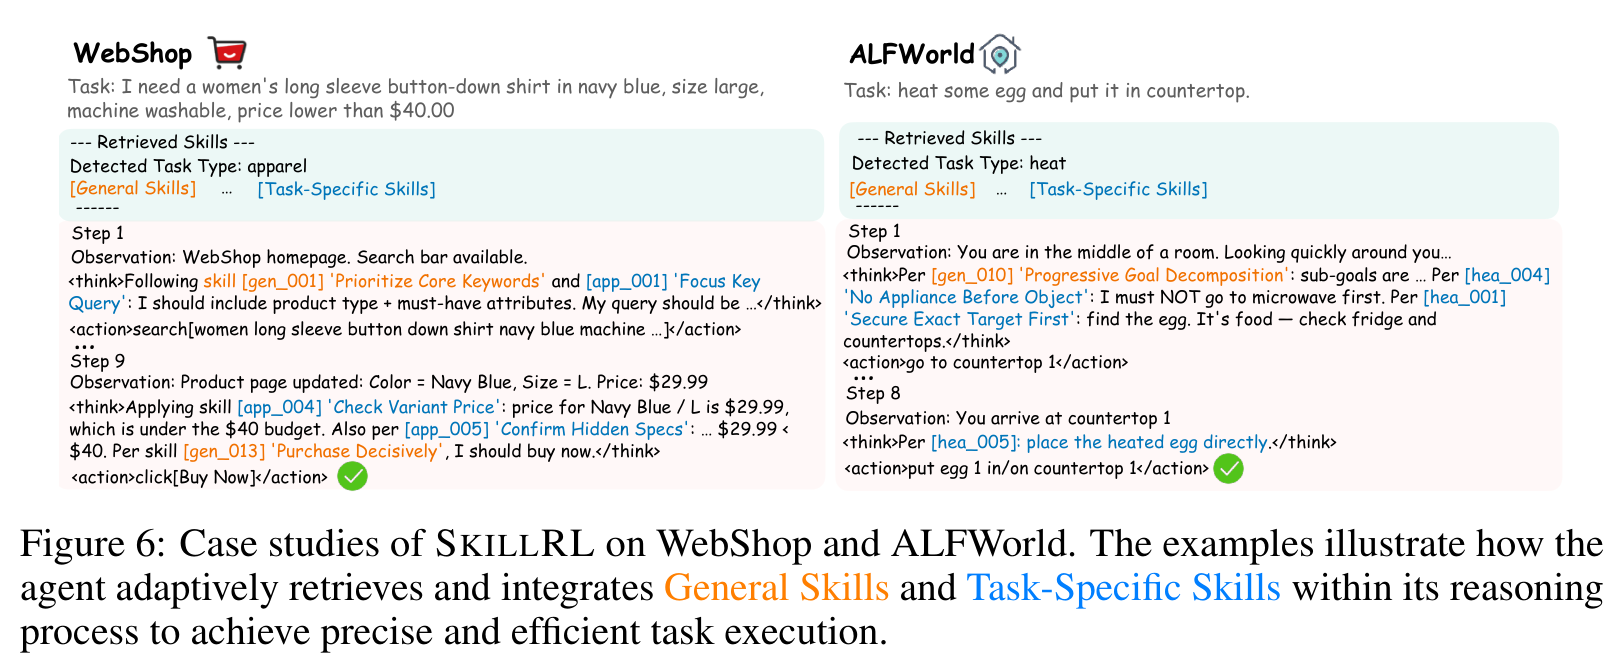 WebShop
Task: I need a women's long sleeve button-down shirt in navy blue, size large,
machine washable, price lower than $40.00
--- Retrieved Skills ---
Detected Task Type: apparel
[General Skills] … [Task-Specific Skills]
------
Step 1
Observation: WebShop homepage. Search bar available.
<think>Following skill [gen_001] 'Prioritize Core Keywords' and [app_001] 'Focus Key
Query': I should include product type + must-have attributes. My query should be …</think>
<action>search[women long sleeve button down shirt navy blue machine …]</action>
…
Step 9
Observation: Product page updated: Color = Navy Blue, Size = L. Price: $29.99
<think>Applying skill [app_004] 'Check Variant Price': price for Navy Blue / L is $29.99,
which is under the $40 budget. Also per [app_005] 'Confirm Hidden Specs': … $29.99 <
$40. Per skill [gen_013] 'Purchase Decisively', I should buy now.</think>
<action>click[Buy Now]</action>
ALFWorld
Task: heat some egg and put it in countertop.
--- Retrieved Skills ---
Detected Task Type: heat
[General Skills] … [Task-Specific Skills]
------
Step 1
Observation: You are in the middle of a room. Looking quickly around you…
<think>Per [gen_010] 'Progressive Goal Decomposition': sub-goals are … Per [hea_004]
'No Appliance Before Object': I must NOT go to microwave first. Per [hea_001]
'Secure Exact Target First': find the egg. It's food — check fridge and
countertops.</think>
<action>go to countertop 1</action>
…
Step 8
Observation: You arrive at countertop 1
<think>Per [hea_005]: place the heated egg directly.</think>
<action>put egg 1 in/on countertop 1</action>
Figure 6: Case studies of SKILLRL on WebShop and ALFWorld. The examples illustrate how the
agent adaptively retrieves and integrates General Skills and Task-Specific Skills within its reasoning
process to achieve precise and efficient task execution.